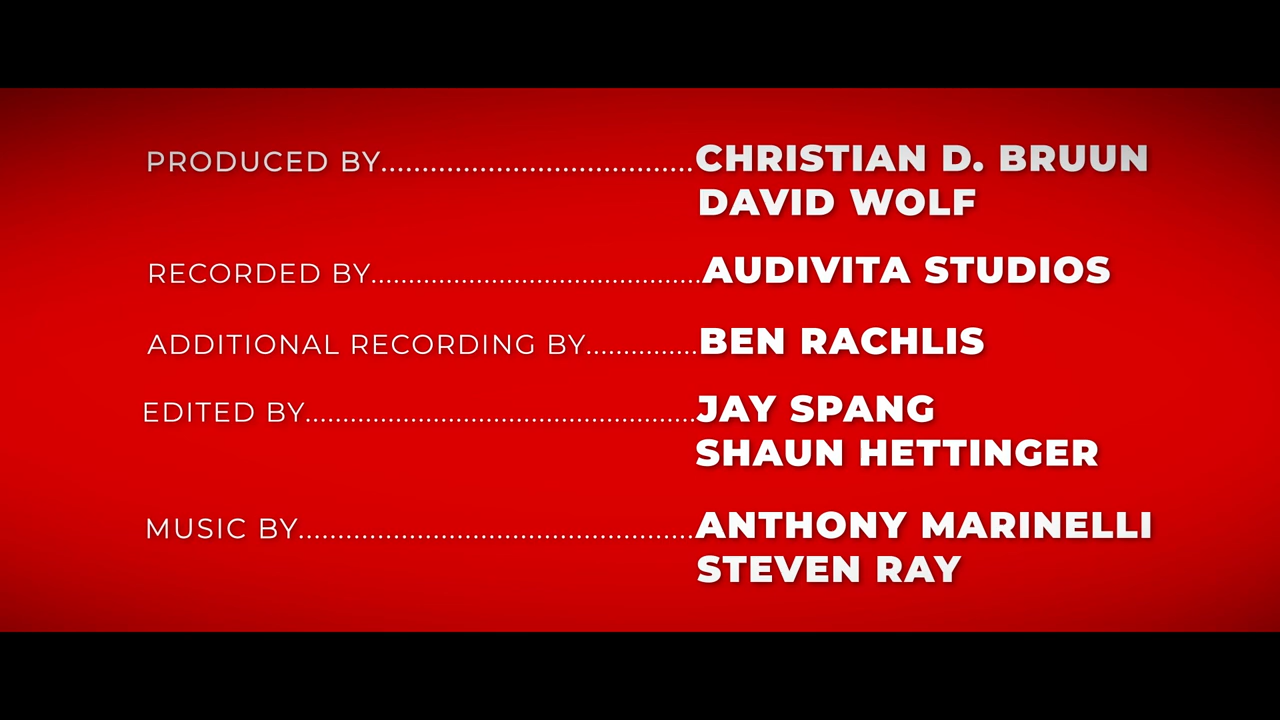 PRODUCED BY......................................CHRISTIAN D. BRUUN
DAVID WOLF
RECORDED BY........................................AUDIVITA STUDIOS
ADDITIONAL RECORDING BY...............BEN RACHLIS
EDITED BY...............................................JAY SPANG
SHAUN HETTINGER
MUSIC BY................................................ANTHONY MARINELLI
STEVEN RAY